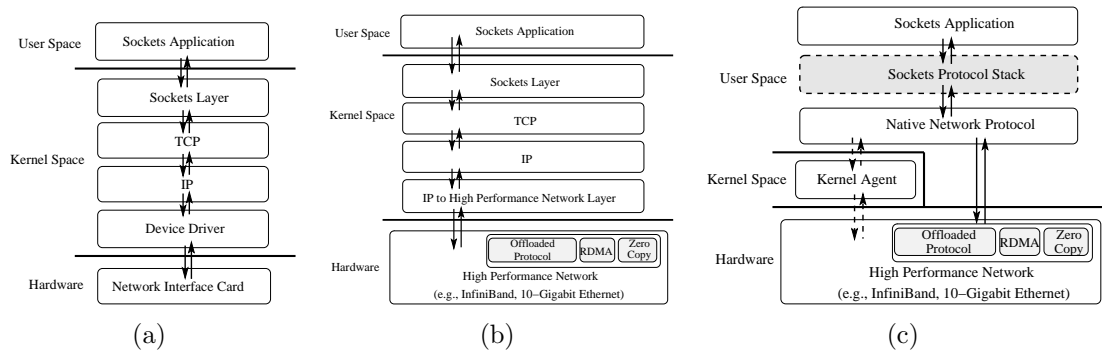 User Space
Sockets Application
Sockets Layer
TCP
Kernel Space
IP
Device Driver
Hardware
Network Interface Card
(a)
User Space
Sockets Application
Sockets Layer
Kernel Space
TCP
IP
IP to High Performance Network Layer
Offloaded
Protocol
RDMA
Zero
Copy
Hardware
High Performance Network
(e.g., InfiniBand, 10−Gigabit Ethernet)
(b)
Sockets Application
User Space
Sockets Protocol Stack
Native Network Protocol
Kernel Space
Kernel Agent
Offloaded
Protocol
RDMA
Zero
Copy
Hardware
High Performance Network
(e.g., InfiniBand, 10−Gigabit Ethernet)
(c)